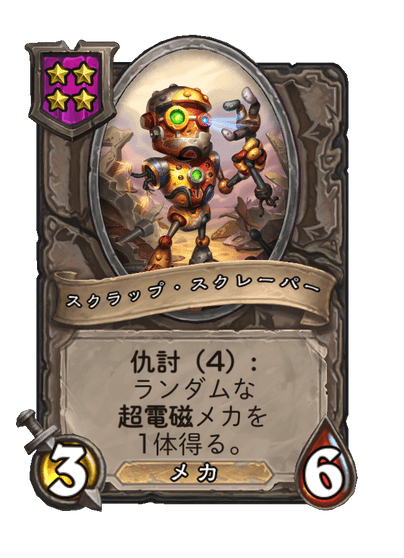 スクラップ・スクレーパー
仇討（4）：
ランダムな
超電磁メカを
1体得る。
メカ
3
6